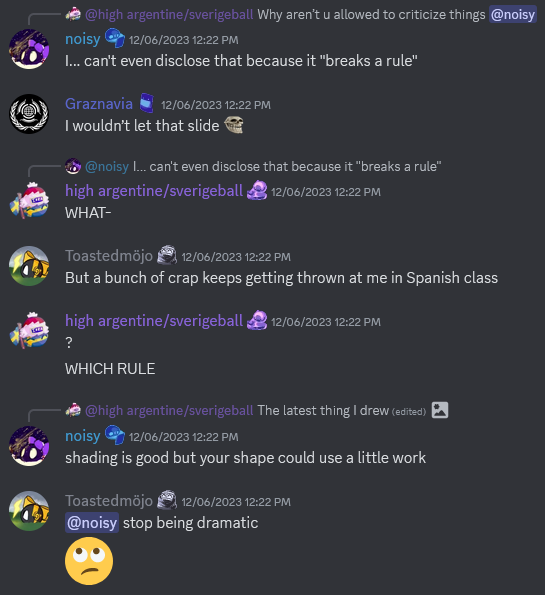 @high argentine/sverigeball Why aren't u allowed to criticize things @noisy
noisy 12/06/2023 12:22 PM
I... can't even disclose that because it "breaks a rule"
Graznavia 12/06/2023 12:22 PM
I wouldn't let that slide
@noisy I... can't even disclose that because it "breaks a rule"
high argentine/sverigeball 12/06/2023 12:22 PM
WHAT-
Toastedmöjo 12/06/2023 12:22 PM
But a bunch of crap keeps getting thrown at me in Spanish class
high argentine/sverigeball 12/06/2023 12:22 PM
?
WHICH RULE
@high argentine/sverigeball The latest thing I drew (edited)
noisy 12/06/2023 12:22 PM
shading is good but your shape could use a little work
Toastedmöjo 12/06/2023 12:22 PM
@noisy stop being dramatic